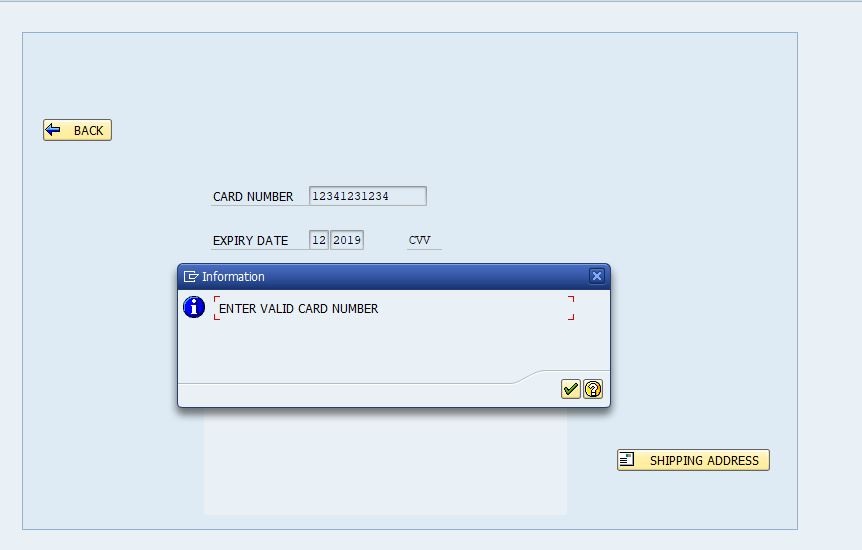 BACK
CARD NUMBER 12341231234
EXPIRY DATE 12 2019 CVV
Information
ENTER VALID CARD NUMBER
SHIPPING ADDRESS